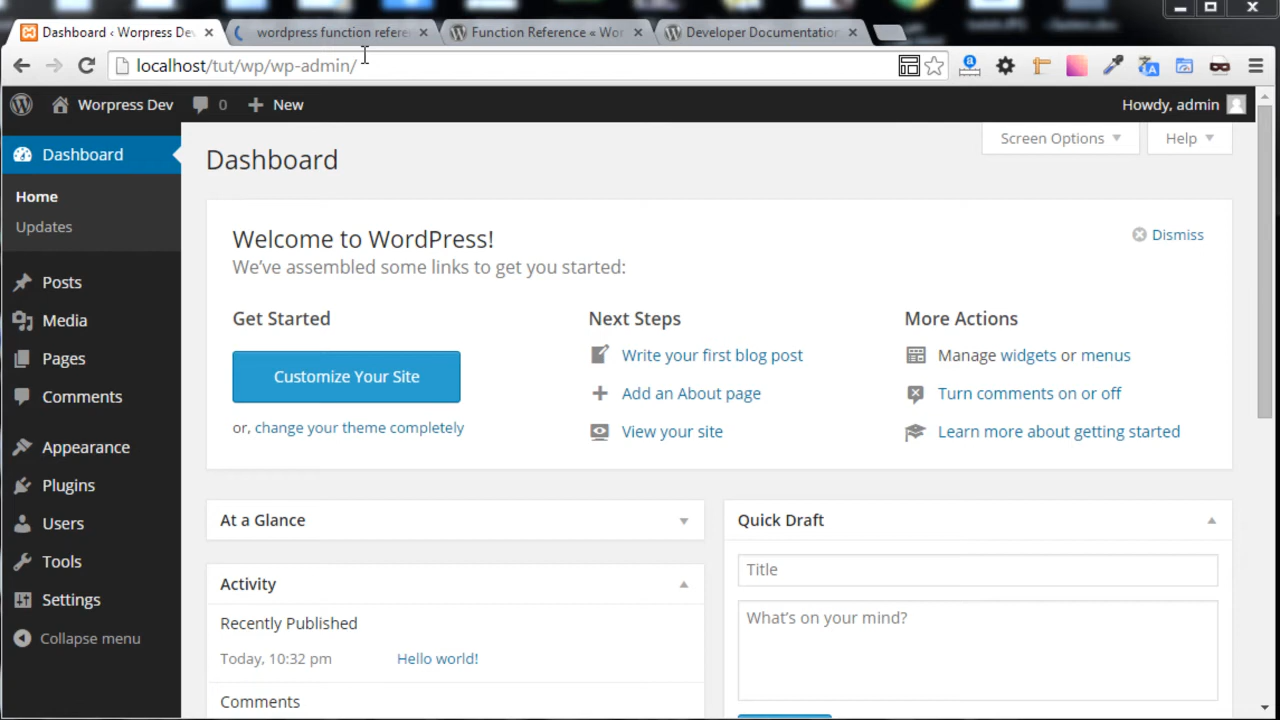 Dashboard ‹ Worpress Dev
wordpress function refere
Function Reference « Wor
Developer Documentation
localhost/tut/wp/wp-admin/
Worpress Dev
0
New
Howdy, admin
Dashboard
Home
Updates
Posts
Media
Pages
Comments
Appearance
Plugins
Users
Tools
Settings
Collapse menu
Screen Options
Help
Dashboard
Welcome to WordPress!
Dismiss
We've assembled some links to get you started:
Get Started
Customize Your Site
or, change your theme completely
Next Steps
Write your first blog post
Add an About page
View your site
More Actions
Manage widgets or menus
Turn comments on or off
Learn more about getting started
At a Glance
Activity
Recently Published
Today, 10:32 pm Hello world!
Comments
Quick Draft
Title
What's on your mind?